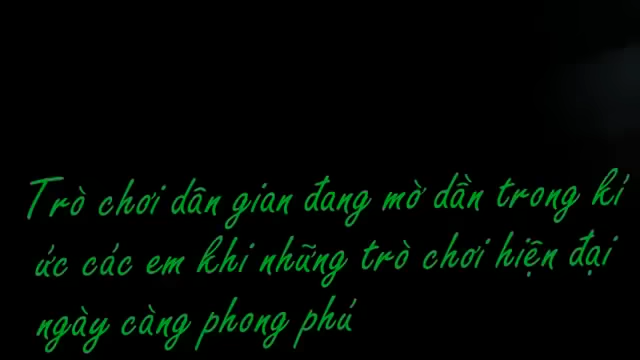 Trò chơi dân gian đang mờ dần trong kí
ức các em khi những trò chơi hiện đại
ngày càng phong phú